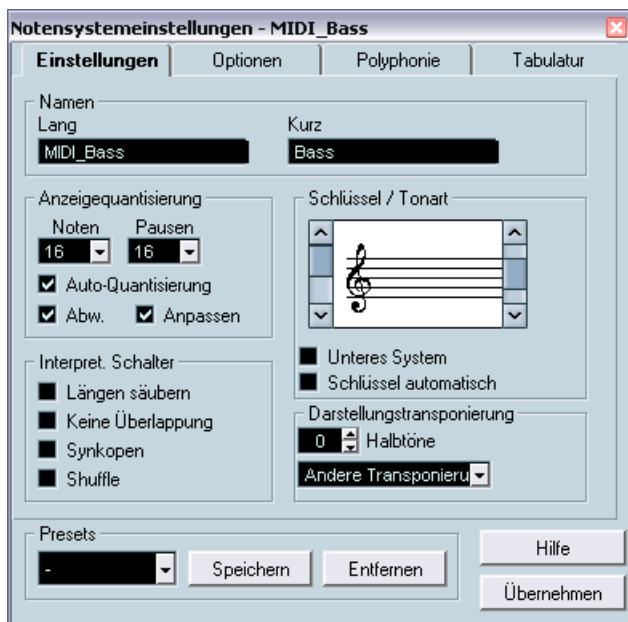 Notensystemeinstellungen - MIDI_Bass
Einstellungen Optionen Polyphonie Tabulatur
Namen
Lang Kurz
MIDI_Bass Bass
Anzeigequantisierung
Noten Pausen
16 16
Auto-Quantisierung
Abw. Anpassen
Schlüssel / Tonart
Unteres System
Schlüssel automatisch
Interpret. Schalter
Längen säubern
Keine Überlappung
Synkopen
Shuffle
Darstellungstransponierung
0 Halbtöne
Andere Transponieru
Presets
- Speichern Entfernen
Hilfe
Übernehmen